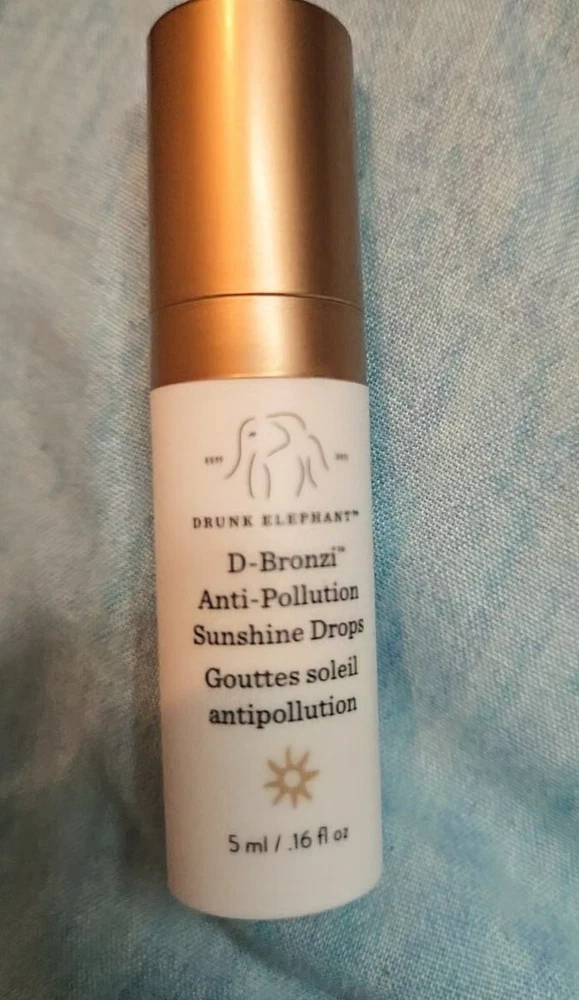 DRUNK ELEPHANT™
D-Bronzi™
Anti-Pollution
Sunshine Drops
Gouttes soleil
antipollution
5 ml / .16 fl oz